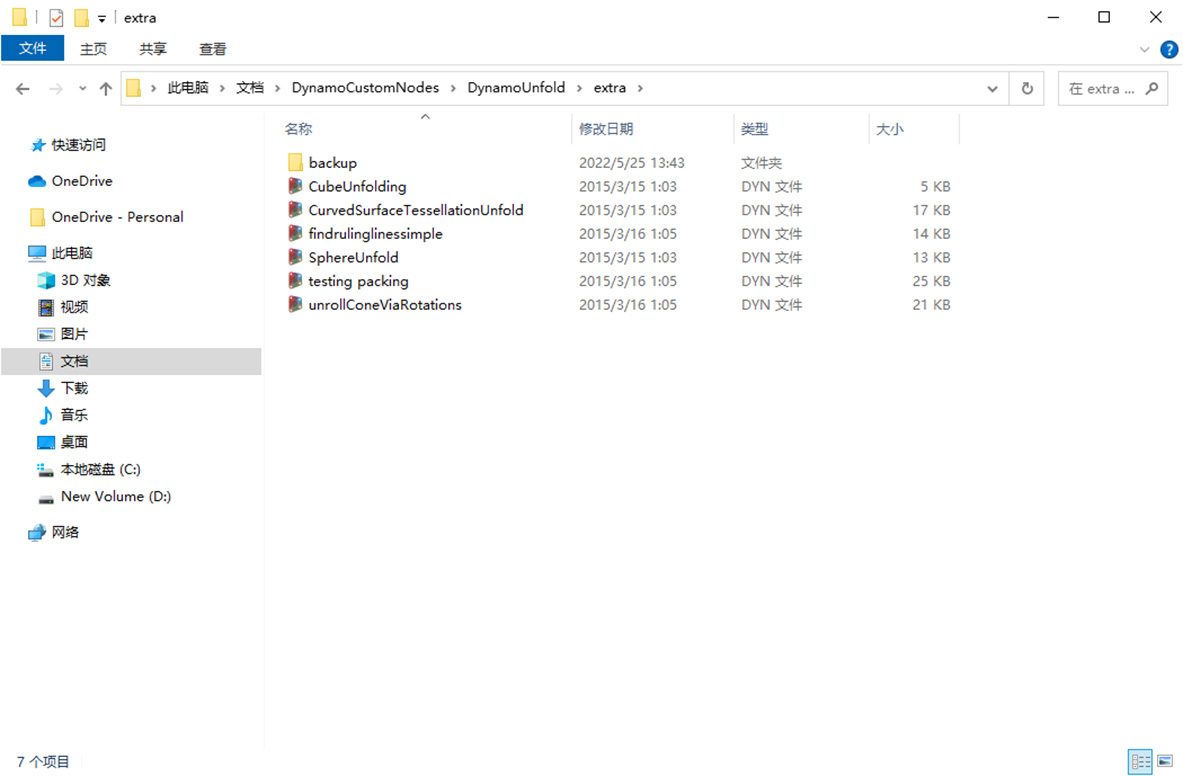 extra
文件 主页 共享 查看
此电脑 文档 DynamoCustomNodes DynamoUnfold extra
在 extra ...
名称 修改日期 类型 大小
backup 2022/5/25 13:43 文件夹
CubeUnfolding 2015/3/15 1:03 DYN 文件 5 KB
CurvedSurfaceTessellationUnfold 2015/3/15 1:03 DYN 文件 17 KB
findrulinglinessimple 2015/3/16 1:05 DYN 文件 14 KB
SphereUnfold 2015/3/15 1:03 DYN 文件 13 KB
testing packing 2015/3/16 1:05 DYN 文件 25 KB
unrollConeViaRotations 2015/3/16 1:05 DYN 文件 21 KB
快速访问
OneDrive
OneDrive - Personal
此电脑
3D 对象
视频
图片
文档
下载
音乐
桌面
本地磁盘 (C:)
New Volume (D:)
网络
7 个项目